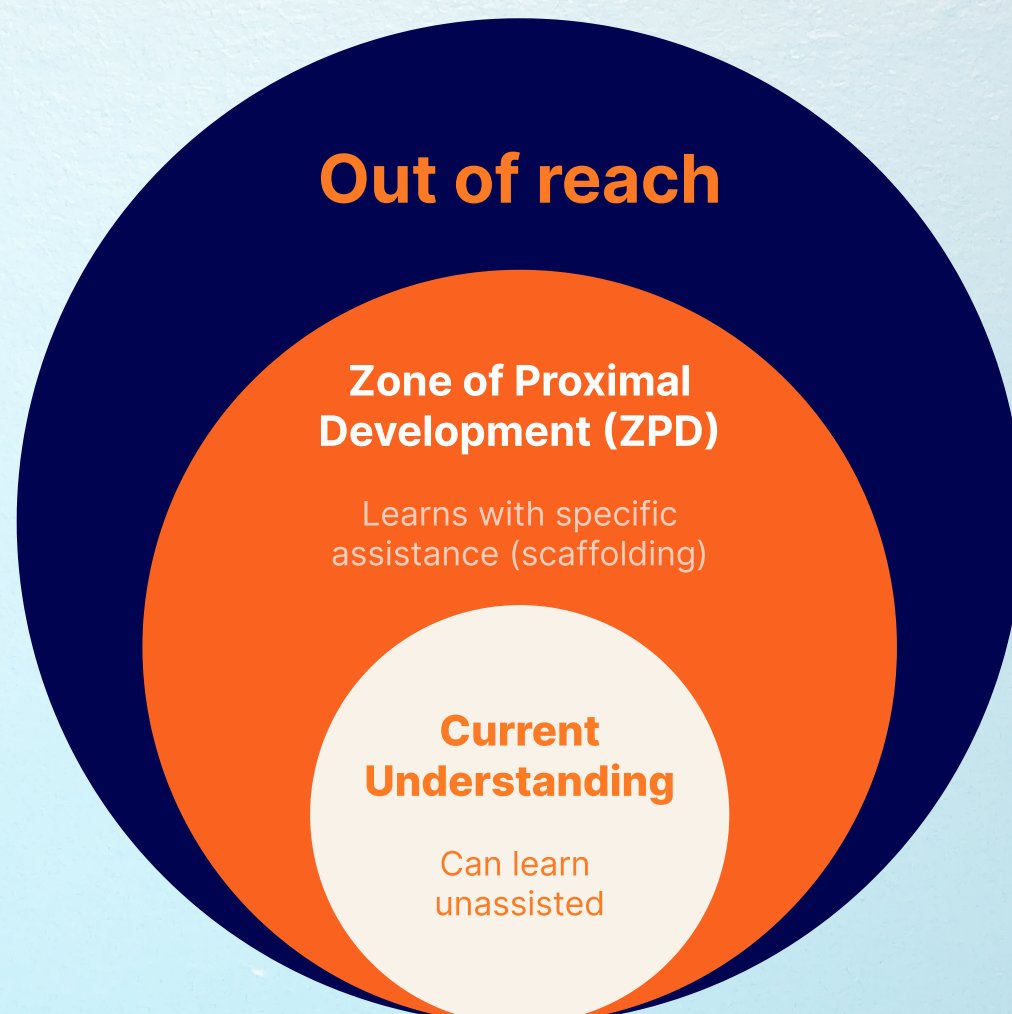 Out of reach
Zone of Proximal
Development (ZPD)
Learns with specific
assistance (scaffolding)
Current
Understanding
Can learn
unassisted